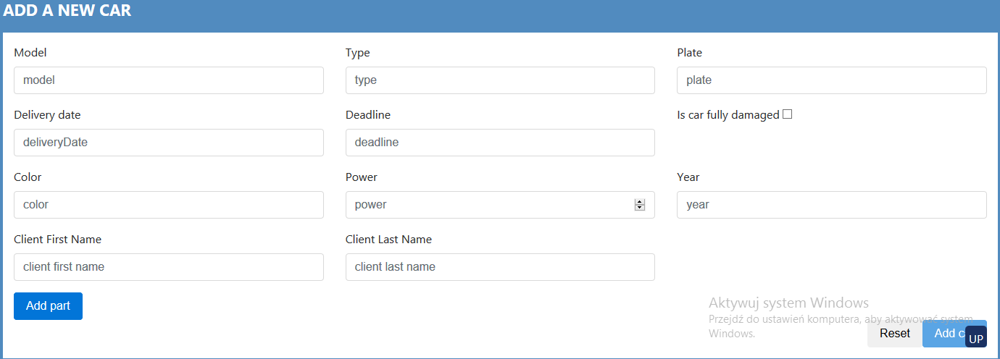 ADD A NEW CAR
Model Type Plate
model type plate
Delivery date Deadline Is car fully damaged
deliveryDate deadline
Color Power Year
color power year
Client First Name Client Last Name
client first name client last name
Add part
Aktywuj system Windows
Przejdź do ustawień komputera, aby aktywować system
Windows.
Reset Add c
UP